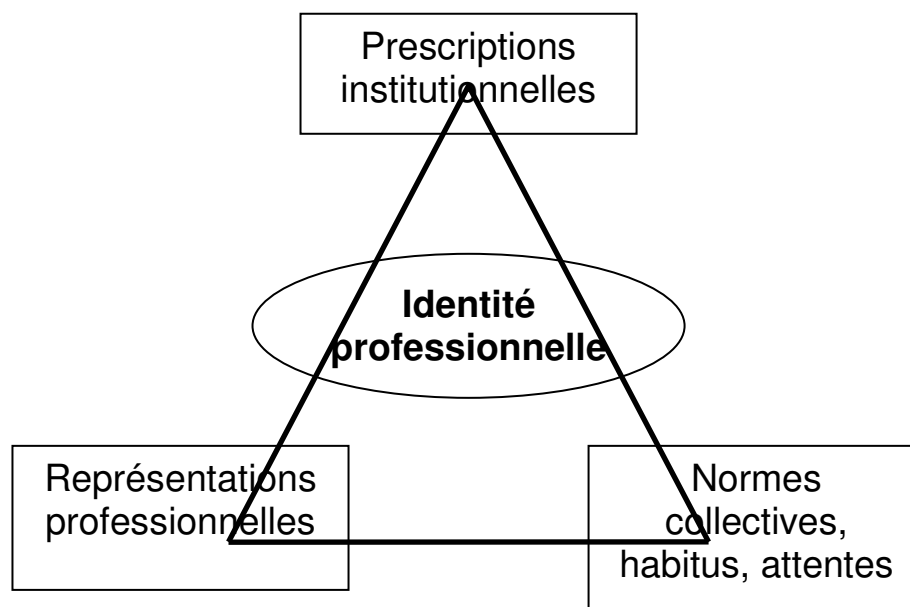 Prescriptions
institutionnelles
Identité
professionnelle
Représentations
professionnelles
Normes
collectives,
habitus, attentes